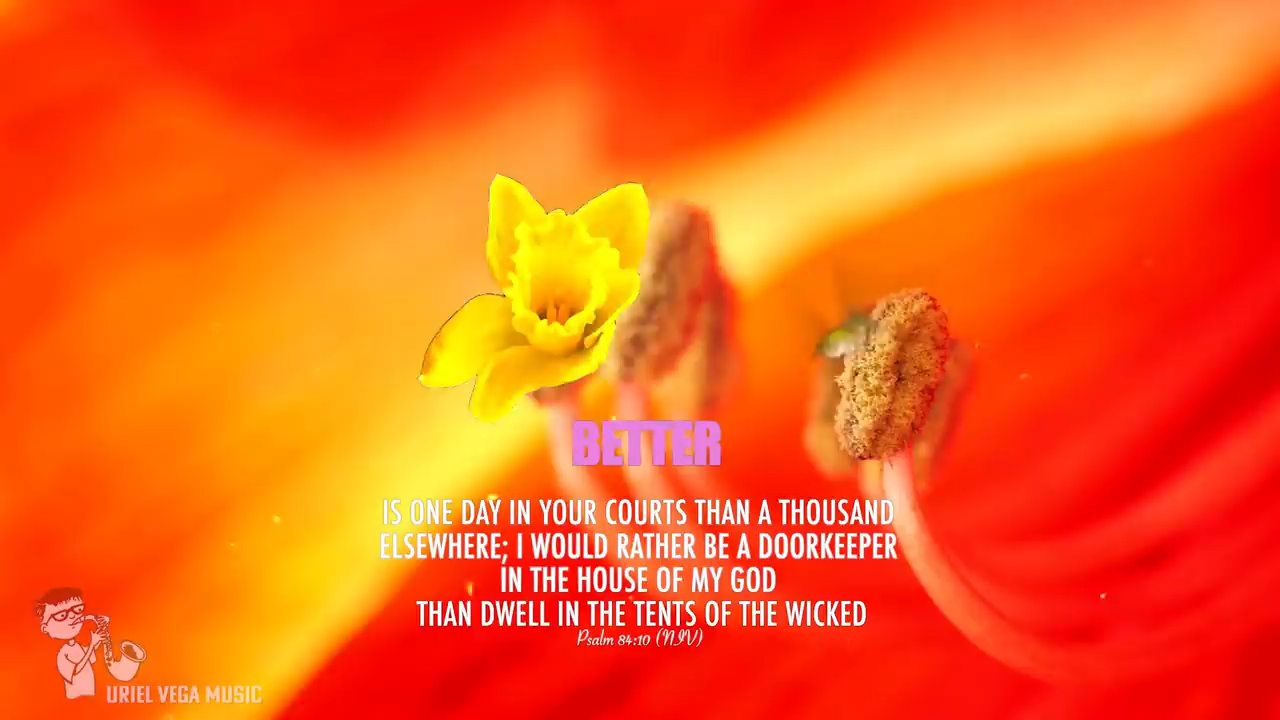 BETTER
IS ONE DAY IN YOUR COURTS THAN A THOUSAND
ELSEWHERE; I WOULD RATHER BE A DOORKEEPER
IN THE HOUSE OF MY GOD
THAN DWELL IN THE TENTS OF THE WICKED
Psalm 84:10 (NIV)
URIEL VEGA MUSIC